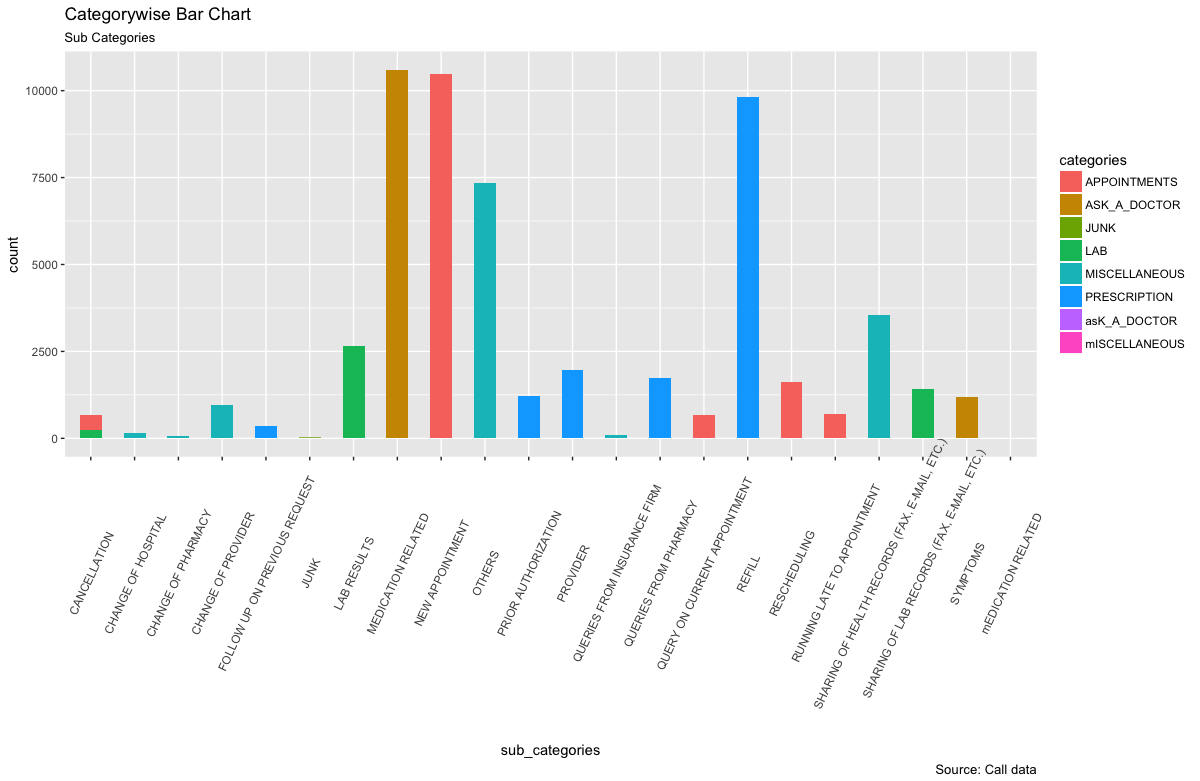 Categorywise Bar Chart
Sub Categories
10000
7500
5000
2500
0
count
CANCELLATION
CHANGE OF HOSPITAL
CHANGE OF PHARMACY
CHANGE OF PROVIDER
FOLLOW UP ON PREVIOUS REQUEST
JUNK
LAB RESULTS
MEDICATION RELATED
NEW APPOINTMENT
OTHERS
PRIOR AUTHORIZATION
PROVIDER
QUERIES FROM INSURANCE FIRM
QUERIES FROM PHARMACY
QUERY ON CURRENT APPOINTMENT
REFILL
RESCHEDULING
RUNNING LATE TO APPOINTMENT
SHARING OF HEALTH RECORDS (FAX, E-MAIL, ETC.)
SHARING OF LAB RECORDS (FAX, E-MAIL, ETC.)
SYMPTOMS
mEDICATION RELATED
sub_categories
categories
APPOINTMENTS
ASK_A_DOCTOR
JUNK
LAB
MISCELLANEOUS
PRESCRIPTION
asK_A_DOCTOR
mISCELLANEOUS
Source: Call data